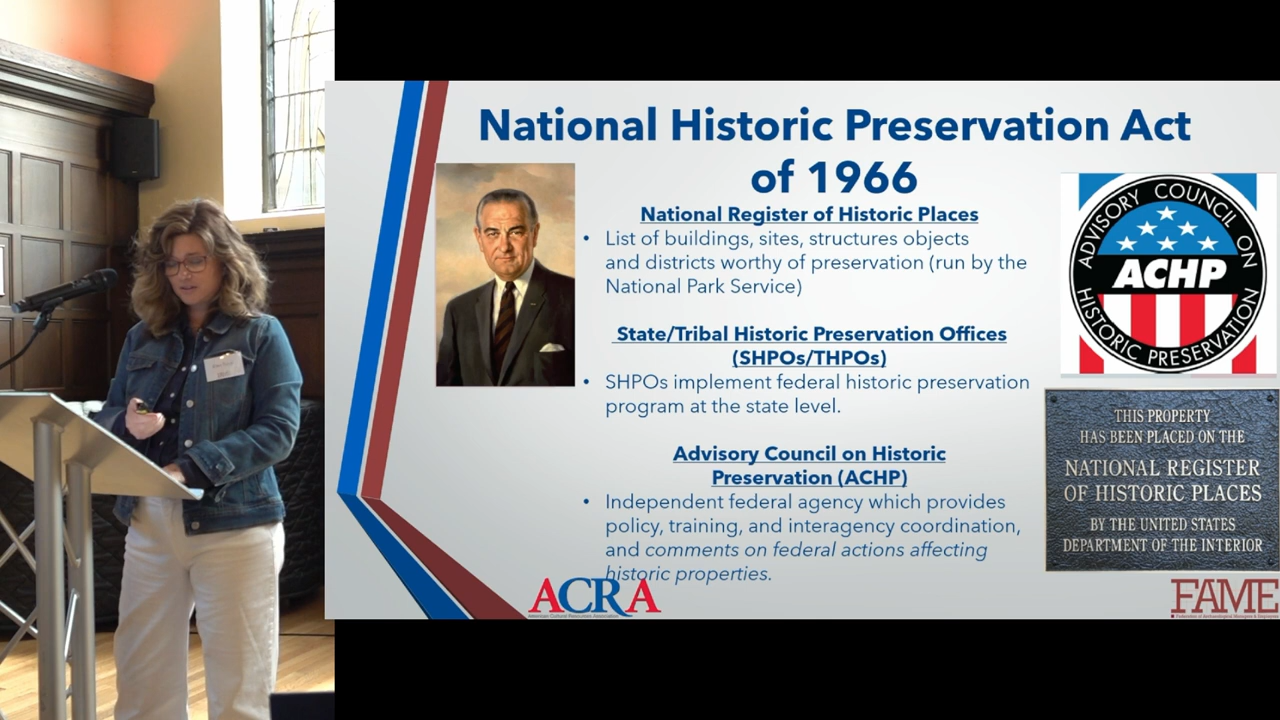 National Historic Preservation Act
of 1966
National Register of Historic Places
• List of buildings, sites, structures objects
and districts worthy of preservation (run by the
National Park Service)
State/Tribal Historic Preservation Offices
(SHPOs/THPOs)
• SHPOs implement federal historic preservation
program at the state level.
Advisory Council on Historic
Preservation (ACHP)
• Independent federal agency which provides
policy, training, and interagency coordination,
and comments on federal actions affecting
historic properties.
ADVISORY COUNCIL ON
ACHP
HISTORIC PRESERVATION
THIS PROPERTY
HAS BEEN PLACED ON THE
NATIONAL REGISTER
OF HISTORIC PLACES
BY THE UNITED STATES
DEPARTMENT OF THE INTERIOR
ACRA
American Cultural Resources Association
FAME